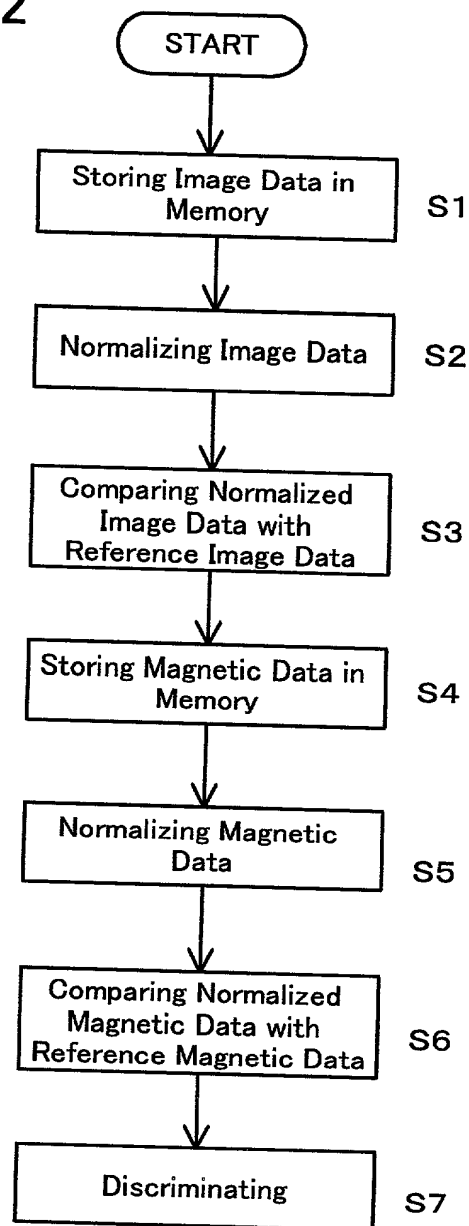 2
START
Storing Image Data in
Memory
S1
Normalizing Image Data
S2
Comparing Normalized
Image Data with
Reference Image Data
S3
Storing Magnetic Data in
Memory
S4
Normalizing Magnetic
Data
S5
Comparing Normalized
Magnetic Data with
Reference Magnetic Data
S6
Discriminating
S7